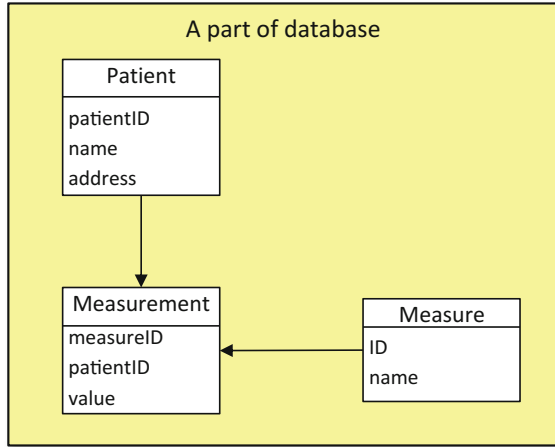 A part of database
Patient
patientID
name
address
Measurement
measureID
patientID
value
Measure
ID
name